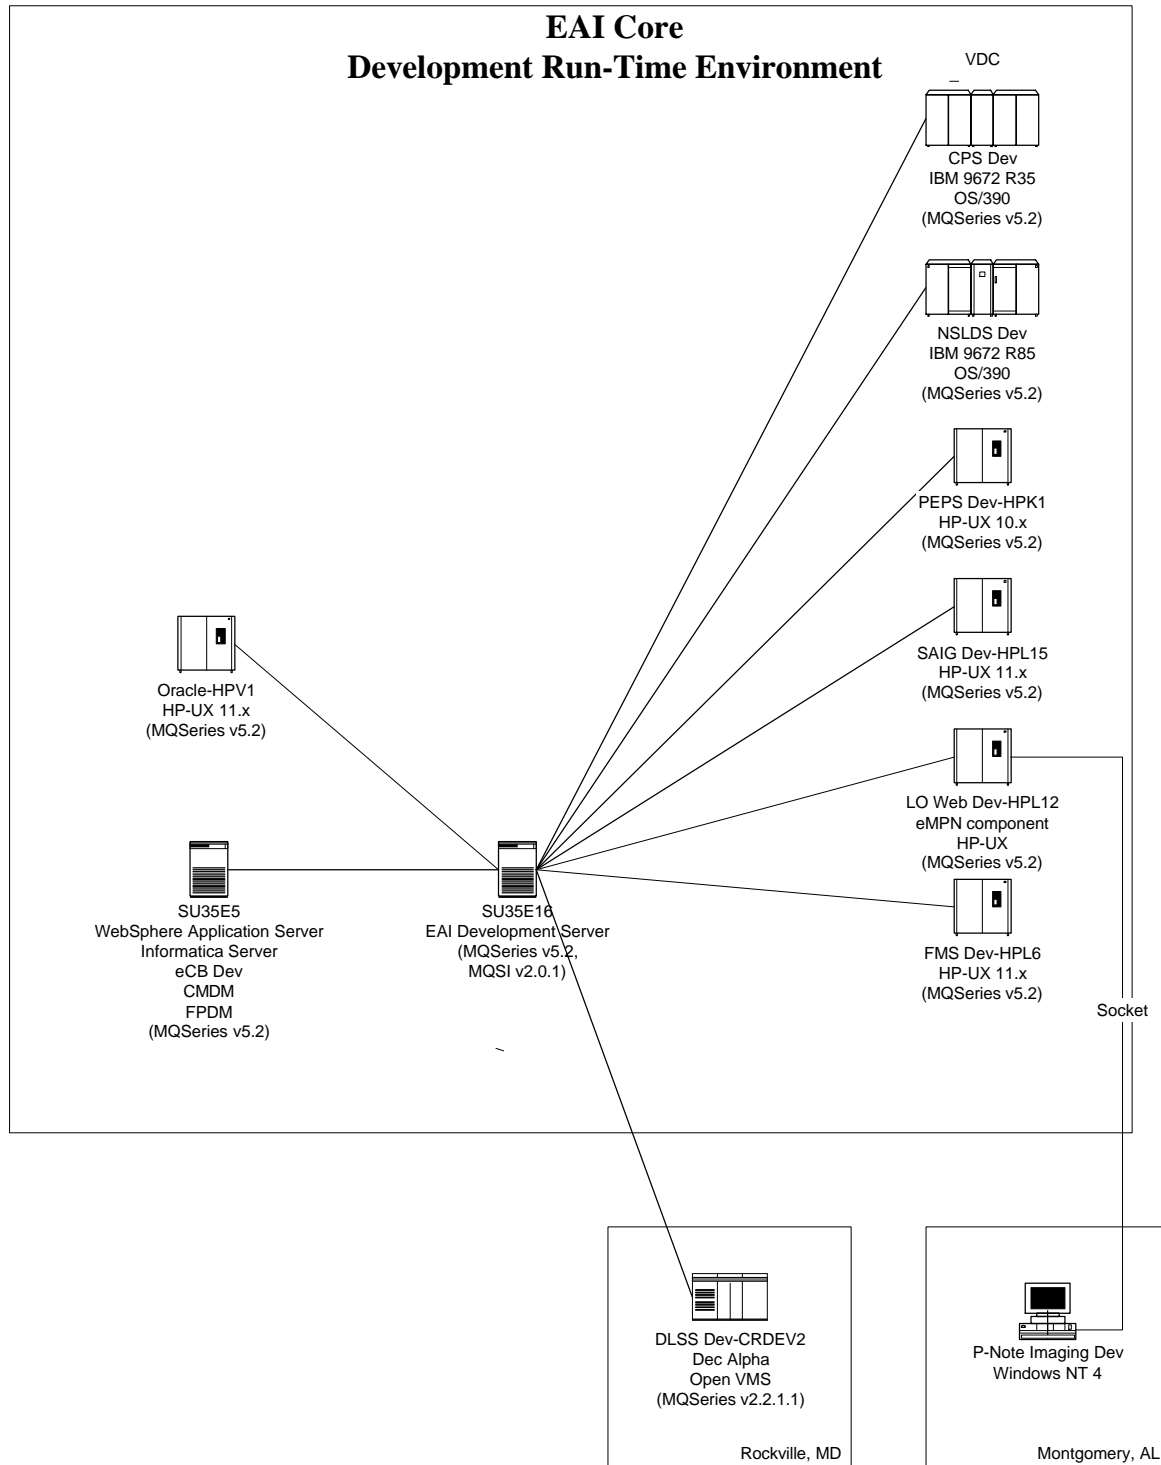 EAI Core
Development Run-Time Environment
VDC
CPS Dev
IBM 9672 R35
OS/390
(MQSeries v5.2)
NSLDS Dev
IBM 9672 R85
OS/390
(MQSeries v5.2)
PEPS Dev-HPK1
HP-UX 10.x
(MQSeries v5.2)
SAIG Dev-HPL15
HP-UX 11.x
(MQSeries v5.2)
Oracle-HPV1
HP-UX 11.x
(MQSeries v5.2)
LO Web Dev-HPL12
eMPN component
HP-UX
(MQSeries v5.2)
SU35E5
WebSphere Application Server
Informatica Server
eCB Dev
CMDM
FPDM
(MQSeries v5.2)
SU35E16
EAI Development Server
(MQSeries v5.2,
MQSI v2.0.1)
FMS Dev-HPL6
HP-UX 11.x
(MQSeries v5.2)
Socket
DLSS Dev-CRDEV2
Dec Alpha
Open VMS
(MQSeries v2.2.1.1)
Rockville, MD
P-Note Imaging Dev
Windows NT 4
Montgomery, AL